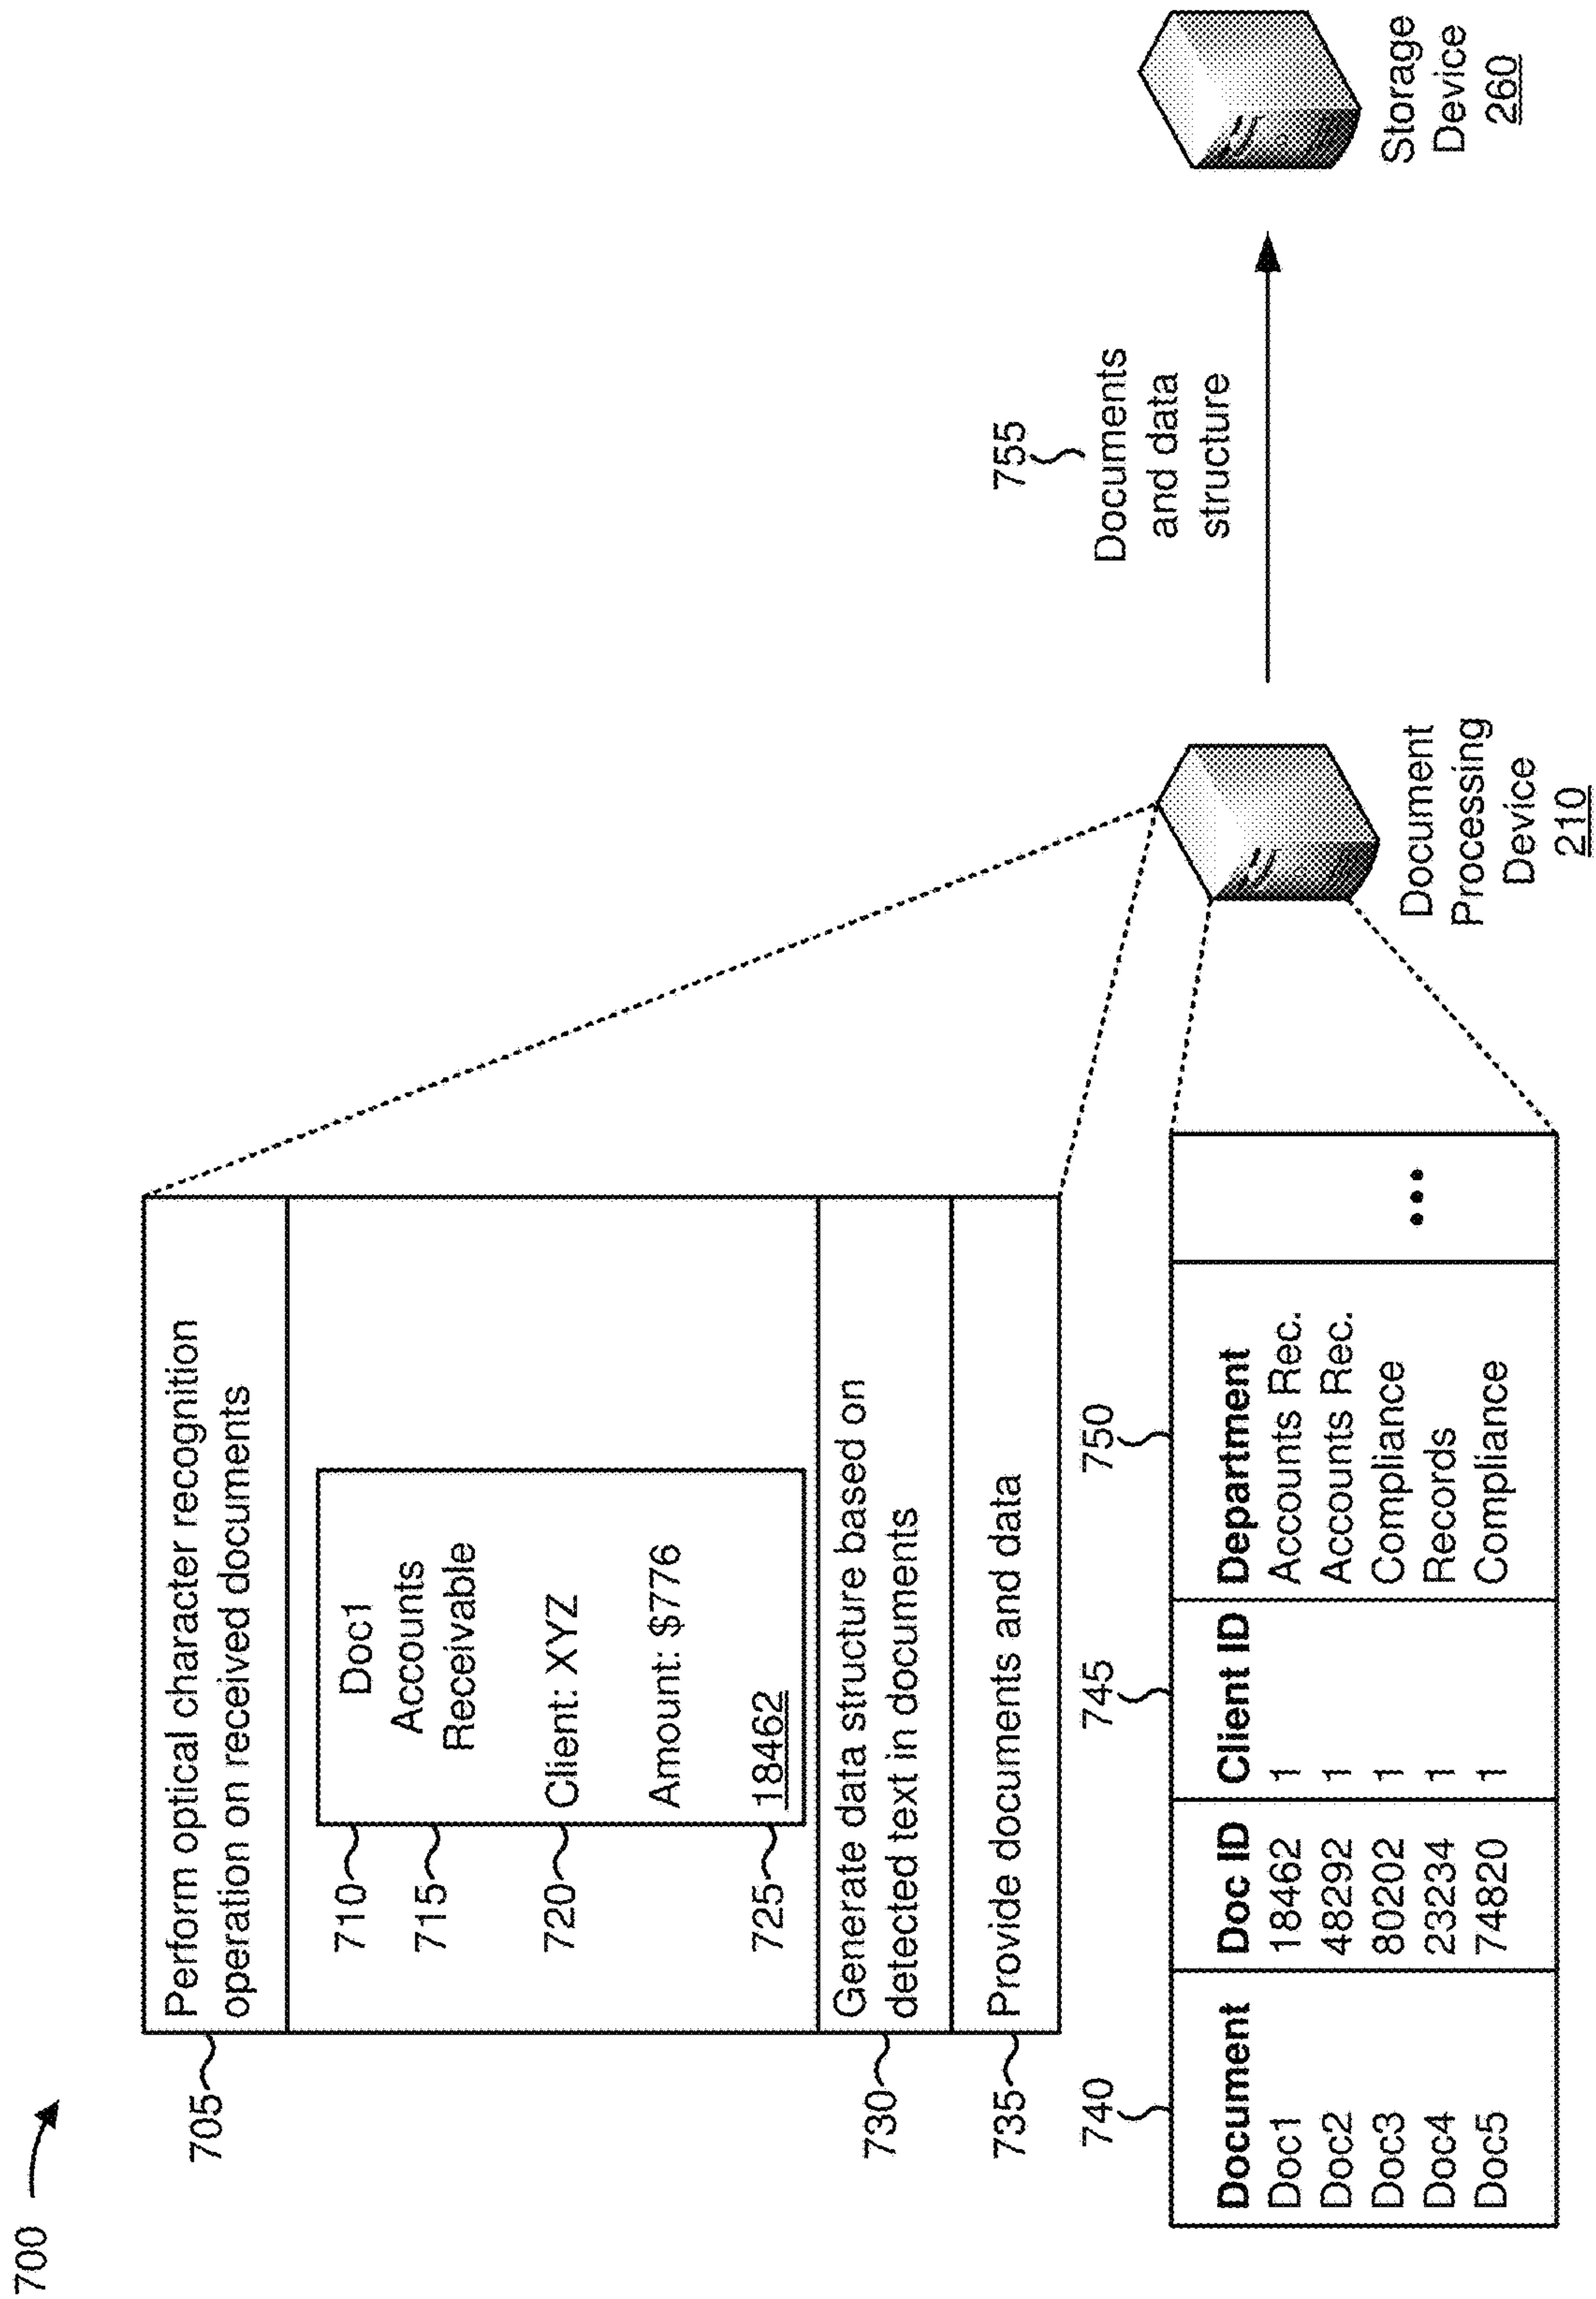 700
705
Perform optical character recognition
operation on received documents
710
Doc1
715
Accounts
Receivable
720
Client: XYZ
Amount: $776
725
18462
730
Generate data structure based on
detected text in documents
735
Provide documents and data
740
745
750
Document Doc ID Client ID Department
Doc1 18462 1 Accounts Rec.
Doc2 48292 1 Accounts Rec.
Doc3 80202 1 Compliance
Doc4 23234 1 Records
Doc5 74820 1 Compliance
...
Document
Processing
Device
210
755
Documents
and data
structure
Storage
Device
260